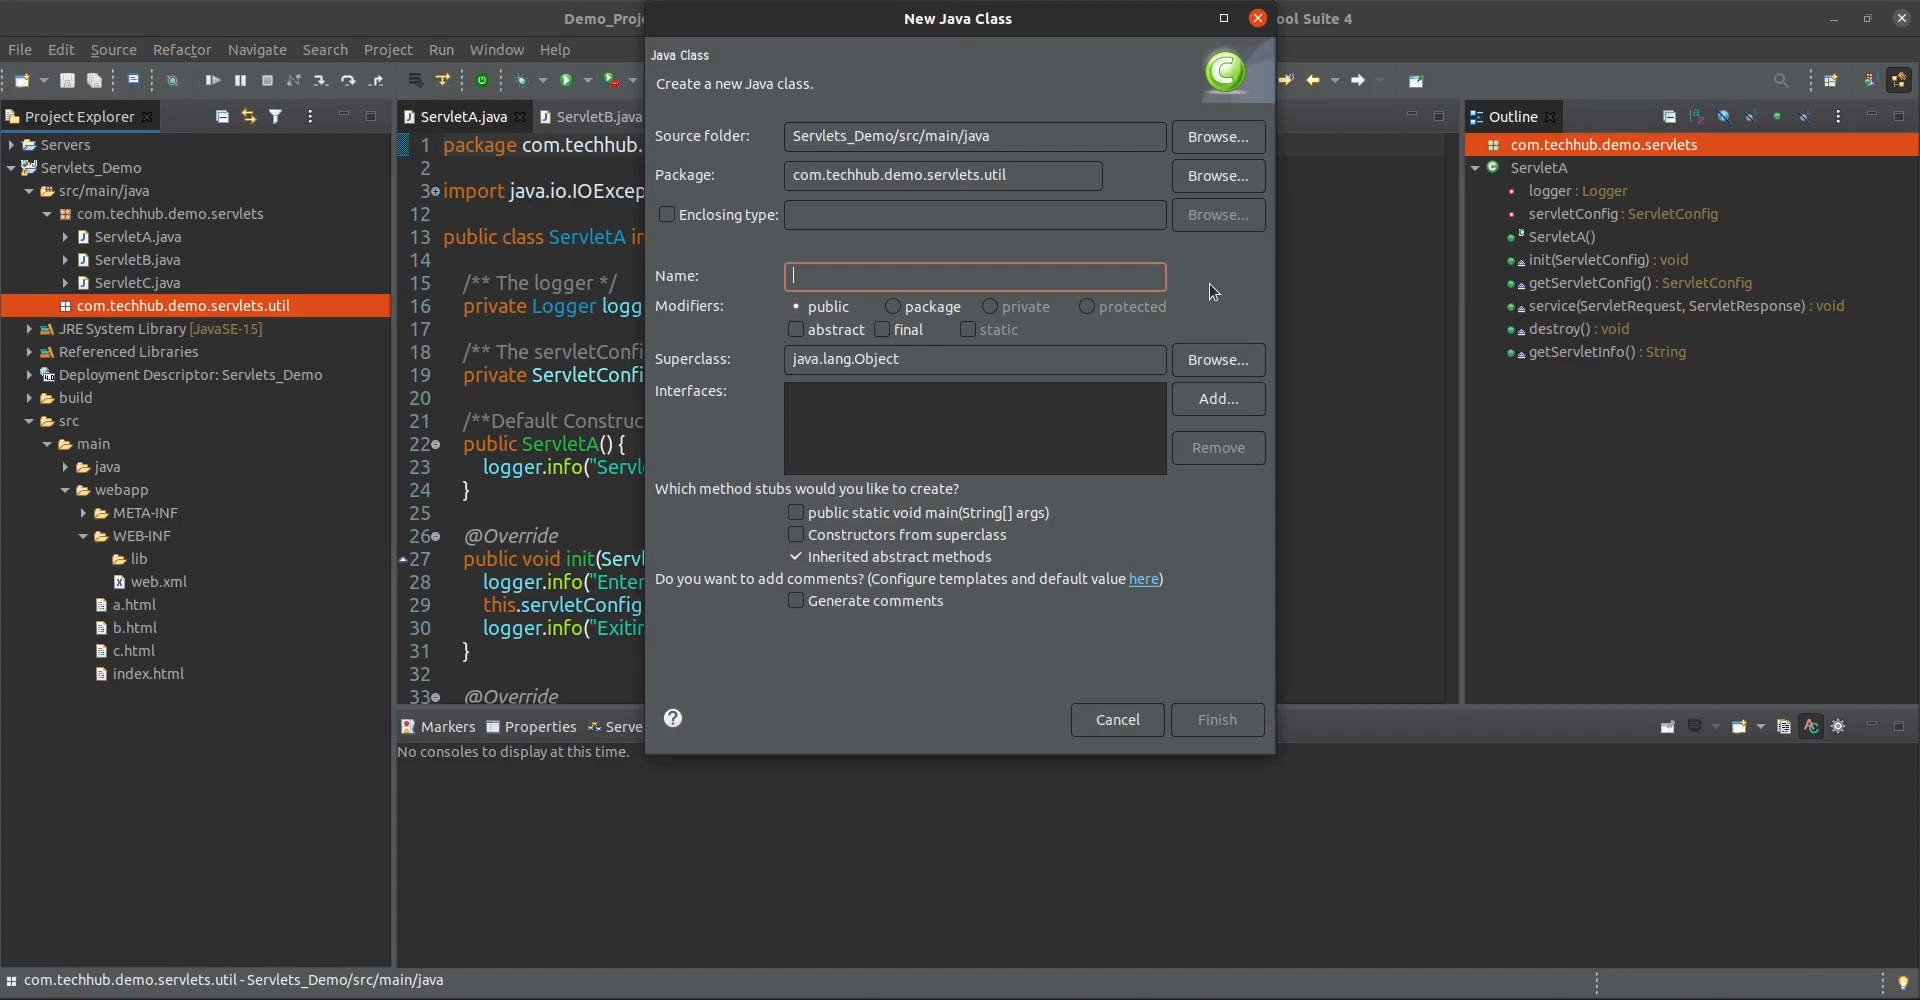 Demo_Proj
New Java Class
ool Suite 4
File Edit Source Refactor Navigate Search Project Run Window Help
Java Class
Create a new Java class.
Project Explorer
Servers
Servlets_Demo
src/main/java
com.techhub.demo.servlets
ServletA.java
ServletB.java
ServletC.java
com.techhub.demo.servlets.util
JRE System Library [JavaSE-15]
Referenced Libraries
Deployment Descriptor: Servlets_Demo
build
src
main
java
webapp
META-INF
WEB-INF
lib
web.xml
a.html
b.html
c.html
index.html
ServletA.java ServletB.java
1 package com.techhub.
2
3 import java.io.IOExcep
12
13 public class ServletA i
14
15 /** The logger */
16 private Logger logg
17
18 /** The servletConfi
19 private ServletConfi
20
21 /**Default Construc
22 public ServletA() {
23 logger.info("Servl
24 }
25
26 @Override
27 public void init(Servl
28 logger.info("Enter
29 this.servletConfig
30 logger.info("Exitin
31 }
32
33 @Override
Source folder: Servlets_Demo/src/main/java Browse...
Package: com.techhub.demo.servlets.util Browse...
Enclosing type: Browse...
Name:
Modifiers: public package private protected
abstract final static
Superclass: java.lang.Object Browse...
Interfaces: Add...
Remove
Which method stubs would you like to create?
public static void main(String[] args)
Constructors from superclass
Inherited abstract methods
Do you want to add comments? (Configure templates and default value here)
Generate comments
?
Cancel Finish
Outline
com.techhub.demo.servlets
ServletA
logger : Logger
servletConfig : ServletConfig
ServletA()
init(ServletConfig) : void
getServletConfig() : ServletConfig
service(ServletRequest, ServletResponse) : void
destroy() : void
getServletInfo() : String
Markers Properties Serve
No consoles to display at this time.
com.techhub.demo.servlets.util - Servlets_Demo/src/main/java